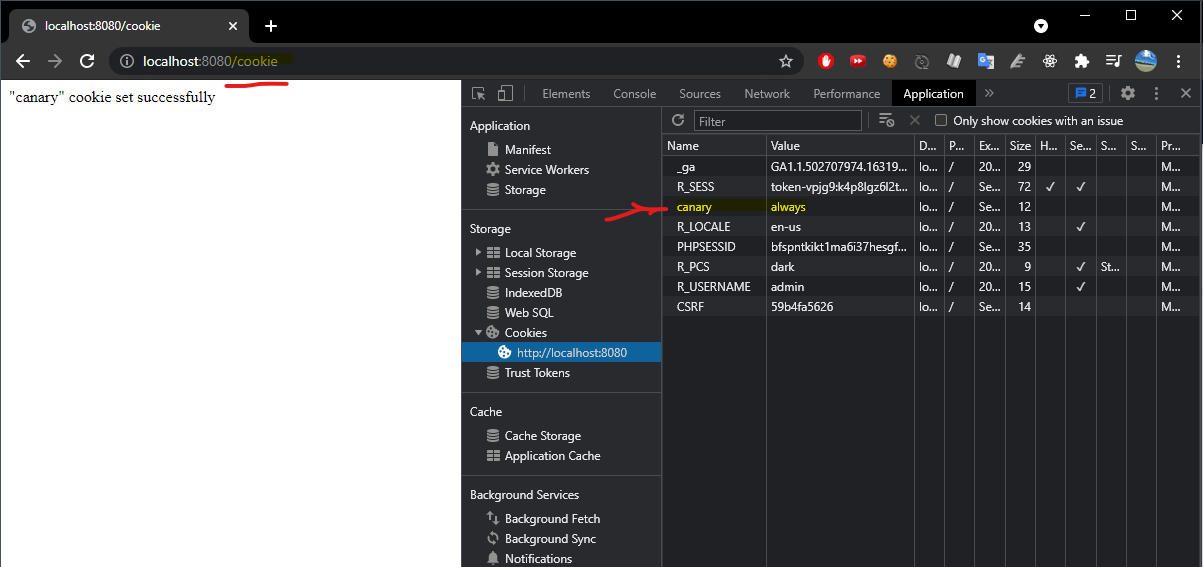 localhost:8080/cookie
localhost:8080/cookie
"canary" cookie set successfully
Elements Console Sources Network Performance Application 2
Application
Manifest
Service Workers
Storage
Storage
Local Storage
Session Storage
IndexedDB
Web SQL
Cookies
http://localhost:8080
Trust Tokens
Cache
Cache Storage
Application Cache
Background Services
Background Fetch
Background Sync
Notifications
Filter Only show cookies with an issue
Name Value D... P... Ex... Size H... Se... S... S... Pr...
_ga GA1.1.502707974.16319... lo... / 20... 29 M...
R_SESS token-vpjg9:k4p8lgz6l2t... lo... / Se... 72 ✓ ✓ M...
canary always lo... / Se... 12 M...
R_LOCALE en-us lo... / 20... 13 ✓ M...
PHPSESSID bfspntkikt1ma6i37hesgf... lo... / Se... 35 M...
R_PCS dark lo... / 20... 9 ✓ St... M...
R_USERNAME admin lo... / 20... 15 ✓ M...
CSRF 59b4fa5626 lo... / Se... 14 M...